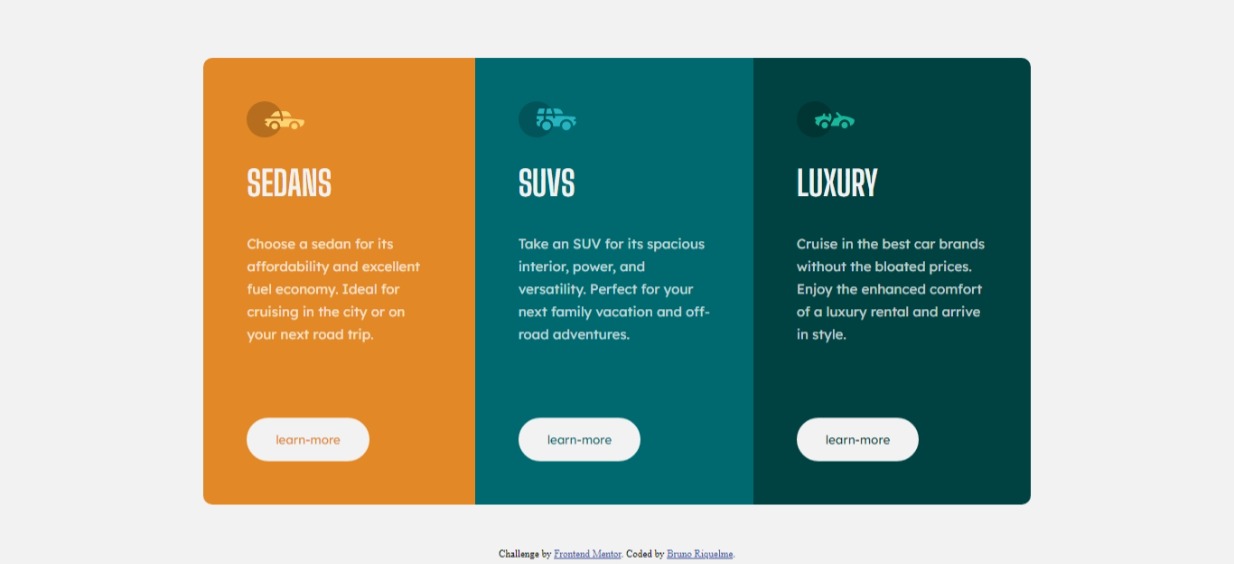 SEDANS
Choose a sedan for its
affordability and excellent
fuel economy. Ideal for
cruising in the city or on
your next road trip.
learn-more
SUVS
Take an SUV for its spacious
interior, power, and
versatility. Perfect for your
next family vacation and off-
road adventures.
learn-more
LUXURY
Cruise in the best car brands
without the bloated prices.
Enjoy the enhanced comfort
of a luxury rental and arrive
in style.
learn-more
Challenge by Frontend Mentor. Coded by Bruno Riquelme.